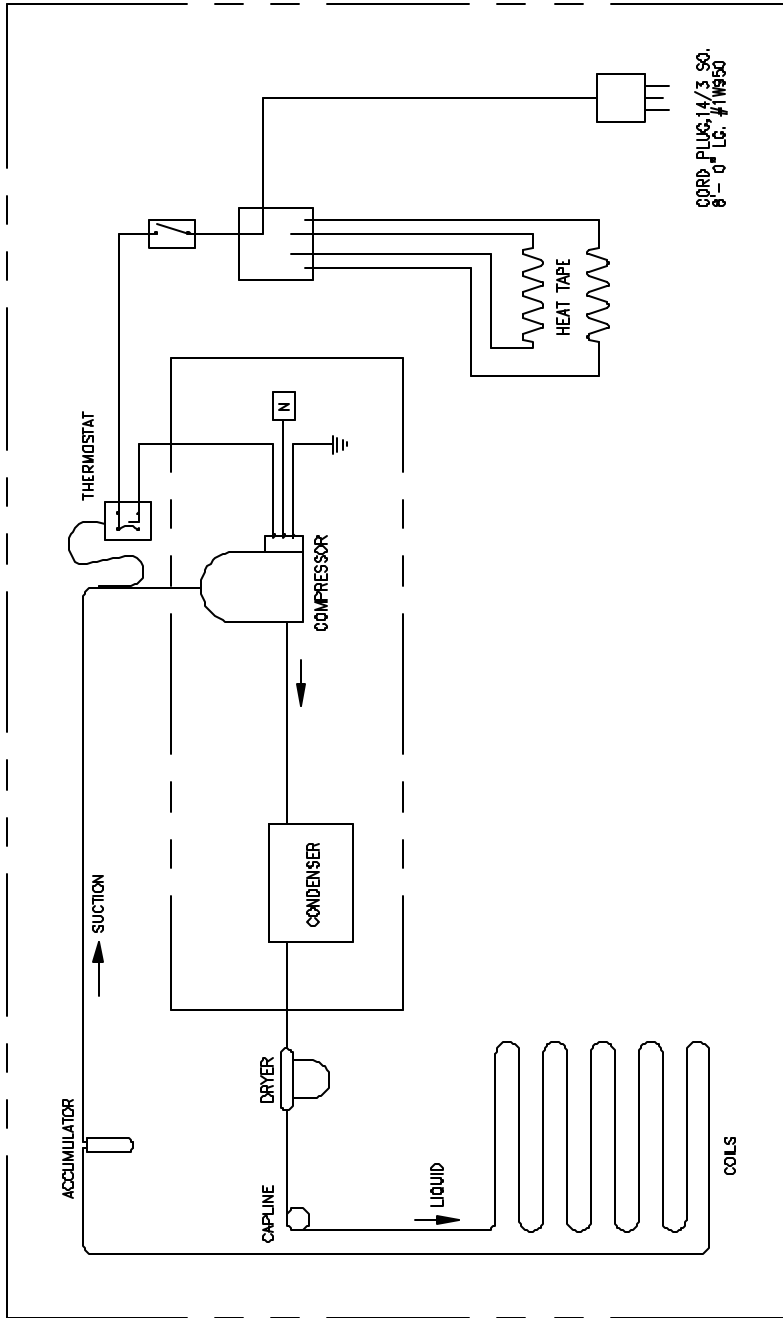 ACCUMULATOR
SUCTION
THERMOSTAT
CAPLINE
DRYER
CONDENSER
COMPRESSOR
N
LIQUID
HEAT TAPE
COILS
CORD PLUG,14/3 SO.
8'- 0" LG. #1W950